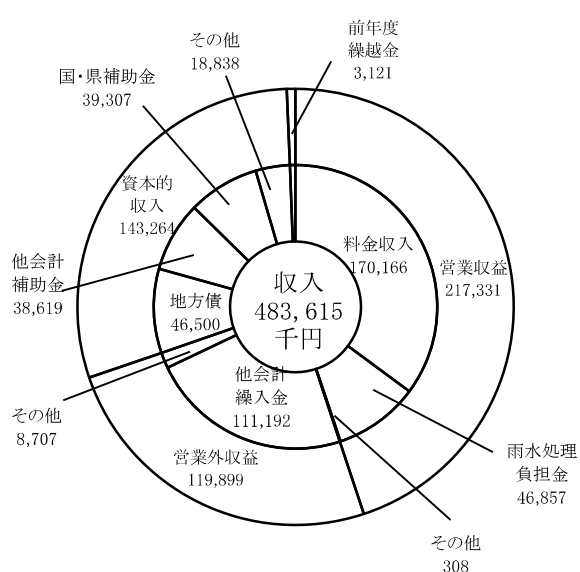 前年度
繰越金
3,121
その他
18,838
国・県補助金
39,307
資本的
収入
143,264
料金収入
170,166
営業収益
217,331
他会計
補助金
38,619
収入
483,615
千円
地方債
46,500
他会計
繰入金
111,192
その他
8,707
営業外収益
119,899
雨水処理
負担金
46,857
その他
308